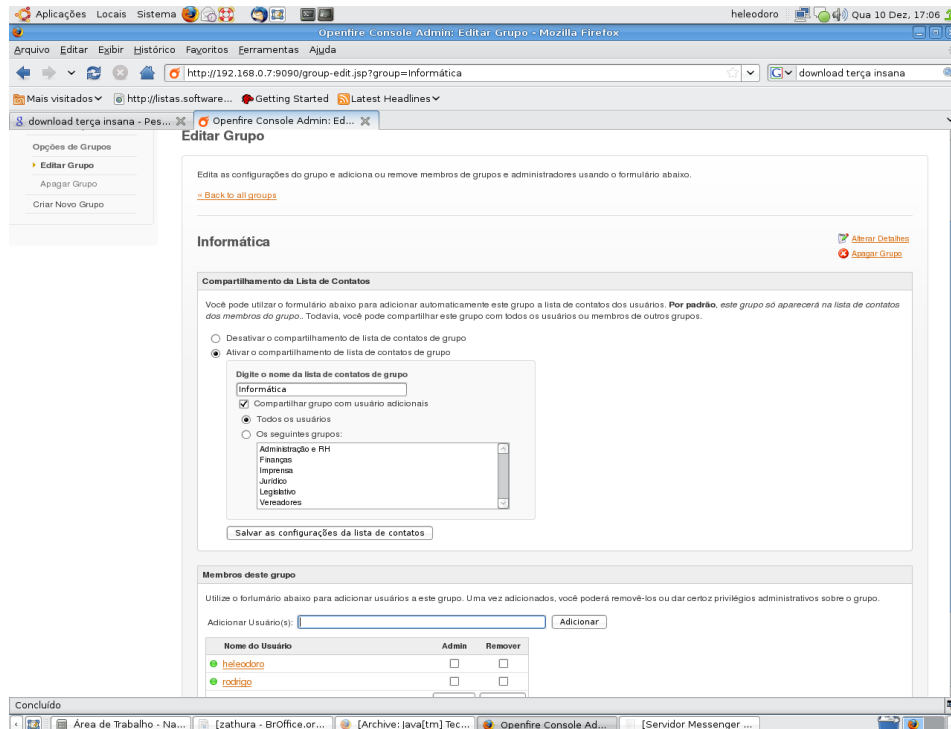 Aplicações Locais Sistema heleodoro Qua 10 Dez, 17:06
Openfire Console Admin: Editar Grupo - Mozilla Firefox
Arquivo Editar Exibir Histórico Favoritos Ferramentas Ajuda
http://192.168.0.7:9090/group-edit.jsp?group=Informática G download terça insana
Mais visitados http://listas.software... Getting Started Latest Headlines
8 download terça insana - Pes... Openfire Console Admin: Ed...
Editar Grupo
Opções de Grupos
Editar Grupo
Apagar Grupo
Criar Novo Grupo
Edita as configurações do grupo e adiciona ou remove membros de grupos e administradores usando o formulário abaixo.
« Back to all groups
Informática
Alterar Detalhes
Apagar Grupo
Compartilhamento da Lista de Contatos
Você pode utilizar o formulário abaixo para adicionar automaticamente este grupo a lista de contatos dos usuários. Por padrão, este grupo só aparecerá na lista de contatos
dos membros do grupo.. Todavia, você pode compartilhar este grupo com todos os usuários ou membros de outros grupos.
Desativar o compartilhamento de lista de contatos de grupo
Ativar o compartilhamento de lista de contatos de grupo
Digite o nome da lista de contatos de grupo
Informática
Compartilhar grupo com usuário adicionais
Todos os usuários
Os seguintes grupos:
Administração e RH
Finanças
Imprensa
Jurídico
Legislativo
Vereadores
Salvar as configurações da lista de contatos
Membros deste grupo
Utilize o forlumário abaixo para adicionar usuários a este grupo. Uma vez adicionados, você poderá removê-los ou dar certoz privilégios administrativos sobre o grupo.
Adicionar Usuário(s): Adicionar
Nome do Usuário Admin Remover
heleodoro
rodrigo
Concluído
Área de Trabalho - Na... [zathura - BrOffice.or... [Archive: Java[tm] Tec... Openfire Console Ad... [Servidor Messenger ...